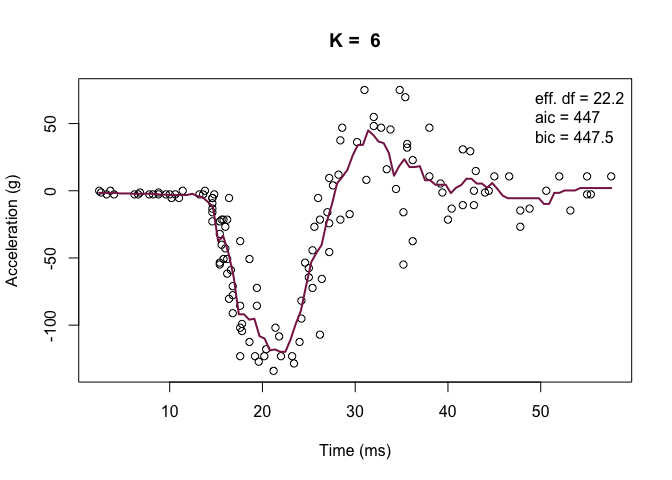 K = 6
eff. df = 22.2
aic = 447
bic = 447.5
50
0
-50
-100
Acceleration (g)
10 20 30 40 50
Time (ms)